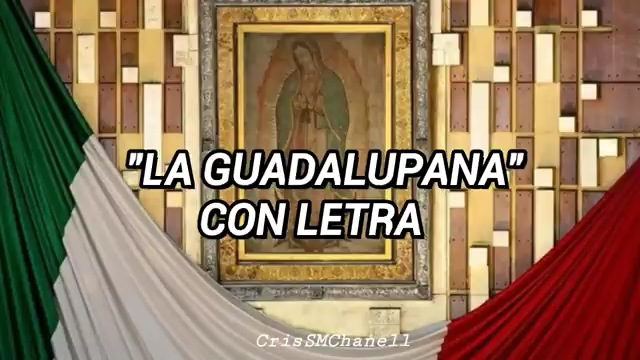 "LA GUADALUPANA"
CON LETRA
CrisSMChanell